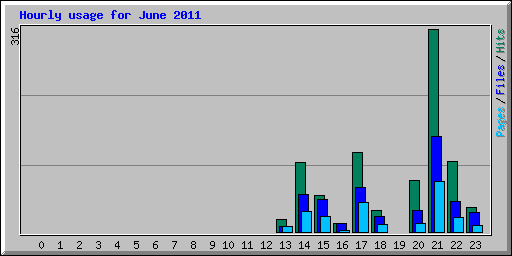 Hourly usage for June 2011
316
Pages / Files / Hits
0 1 2 3 4 5 6 7 8 9 10 11 12 13 14 15 16 17 18 19 20 21 22 23